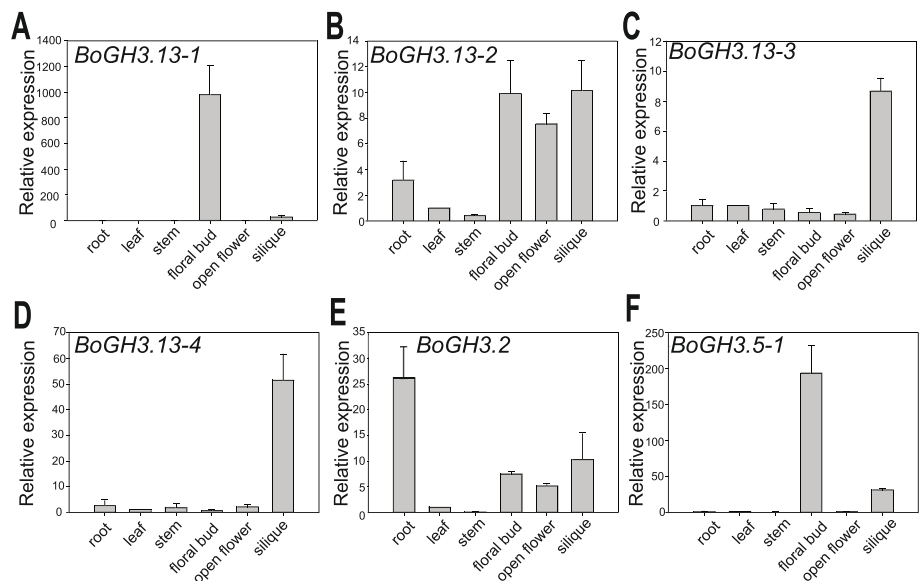 A
BoGH3.13-1
Relative expression
1400
1200
1000
800
600
400
200
0
root
leaf
stem
floral bud
open flower
silique
B
BoGH3.13-2
Relative expression
14
12
10
8
6
4
2
0
root
leaf
stem
floral bud
open flower
silique
C
BoGH3.13-3
Relative expression
12
10
8
6
4
2
0
root
leaf
stem
floral bud
open flower
silique
D
BoGH3.13-4
Relative expression
70
60
50
40
30
20
10
0
root
leaf
stem
floral bud
open flower
silique
E
BoGH3.2
Relative expression
35
30
25
20
15
10
5
0
root
leaf
stem
floral bud
open flower
silique
F
BoGH3.5-1
Relative expression
250
200
150
100
50
0
root
leaf
stem
floral bud
open flower
silique